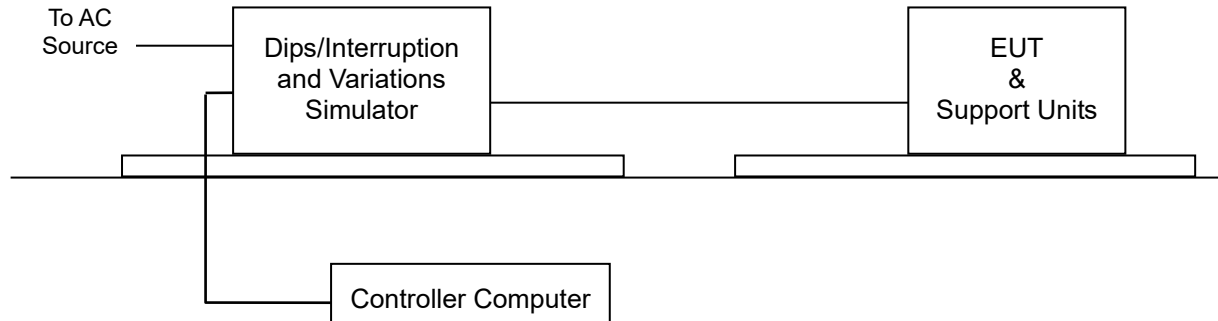 To AC
Source
Dips/Interruption
and Variations
Simulator
EUT
&
Support Units
Controller Computer